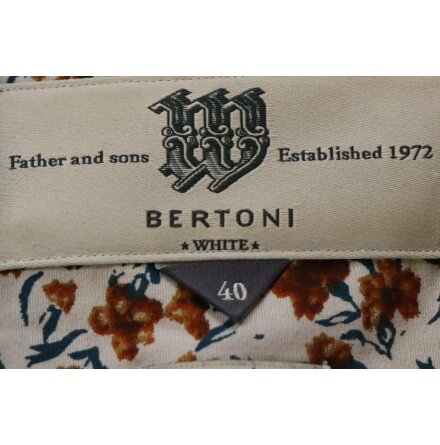 W
Father and sons
Established 1972
BERTONI
★ WHITE ★
40